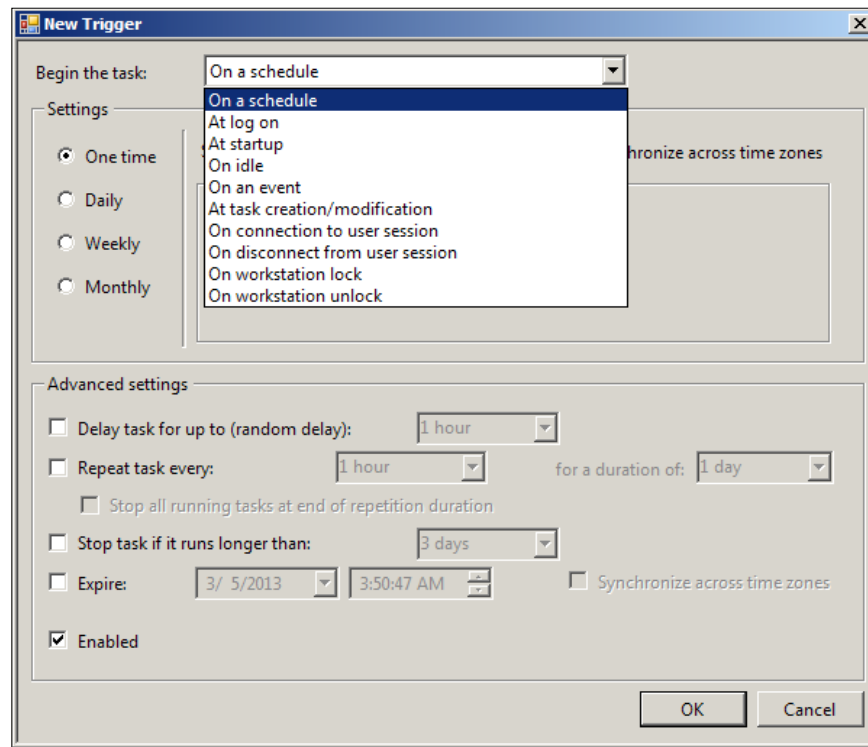 New Trigger
Begin the task: On a schedule
On a schedule
At log on
At startup
On idle
On an event
At task creation/modification
On connection to user session
On disconnect from user session
On workstation lock
On workstation unlock
Settings
One time
Daily
Weekly
Monthly
across time zones
Advanced settings
Delay task for up to (random delay): 1 hour
Repeat task every: 1 hour for a duration of: 1 day
Stop all running tasks at end of repetition duration
Stop task if it runs longer than: 3 days
Expire: 3/ 5/2013 3:50:47 AM Synchronize across time zones
Enabled
OK Cancel